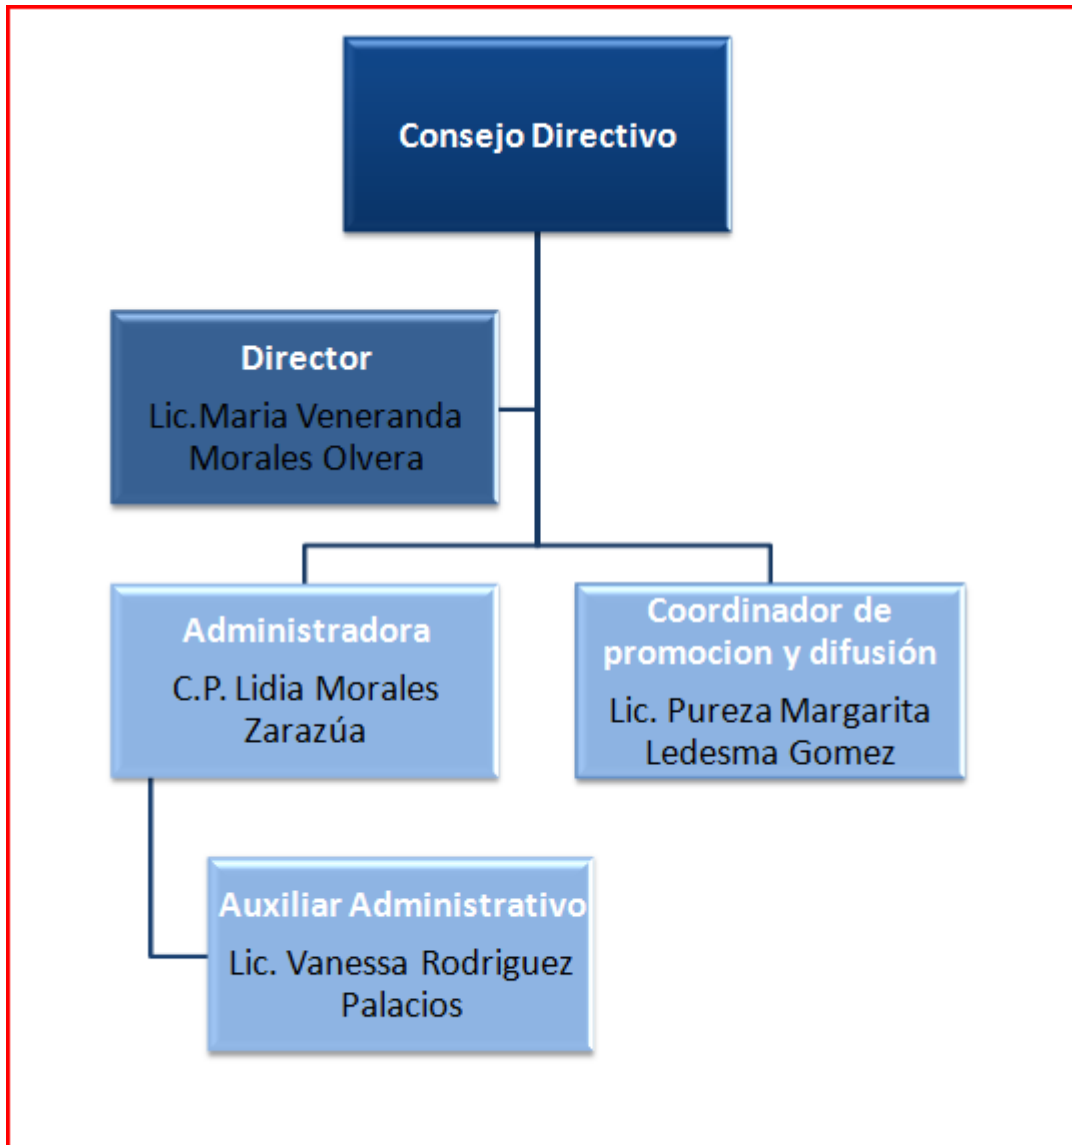 Consejo Directivo
Director
Lic.Maria Veneranda
Morales Olvera
Administradora
C.P. Lidia Morales
Zarazúa
Coordinador de
promocion y difusión
Lic. Pureza Margarita
Ledesma Gomez
Auxiliar Administrativo
Lic. Vanessa Rodriguez
Palacios